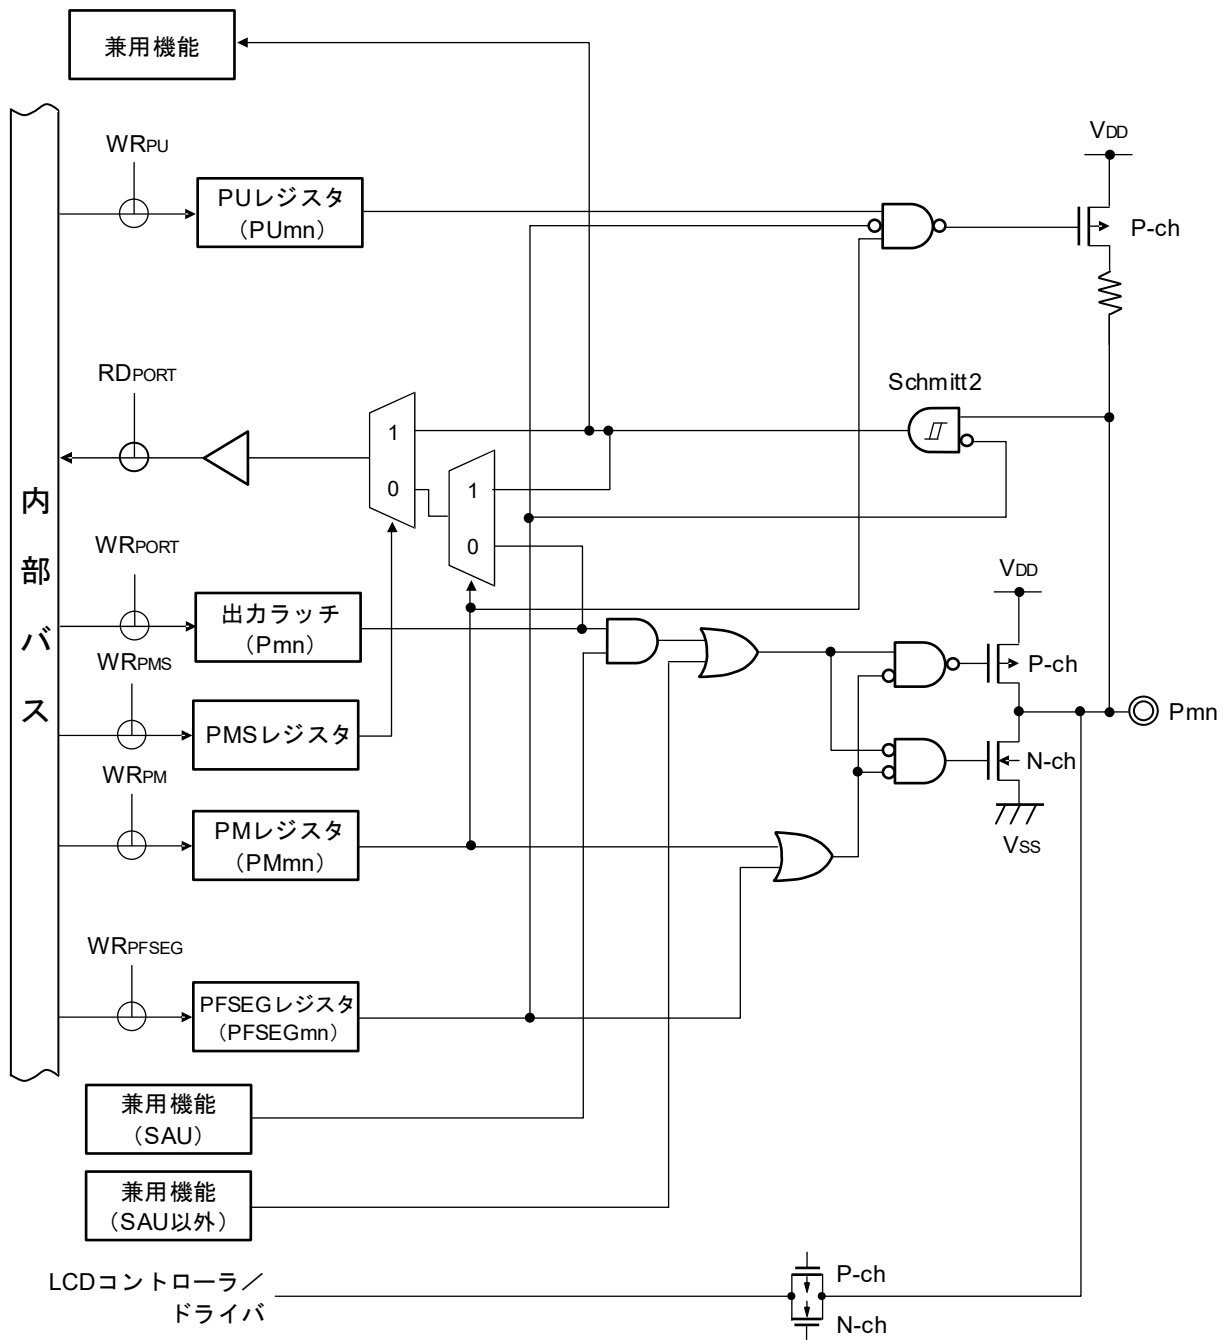 兼用機能
WRPU
PUレジスタ
（PUmn）
VDD
P-ch
RDPORT
Schmitt2
1
0
1
0
内部バス
WRPORT
出力ラッチ
（Pmn）
VDD
P-ch
WRPMS
PMSレジスタ
Pmn
N-ch
VSS
WRPM
PMレジスタ
（PMmn）
WRPFSEG
PFSEGレジスタ
（PFSEGmn）
兼用機能
（SAU）
兼用機能
（SAU以外）
LCDコントローラ／
ドライバ
P-ch
N-ch